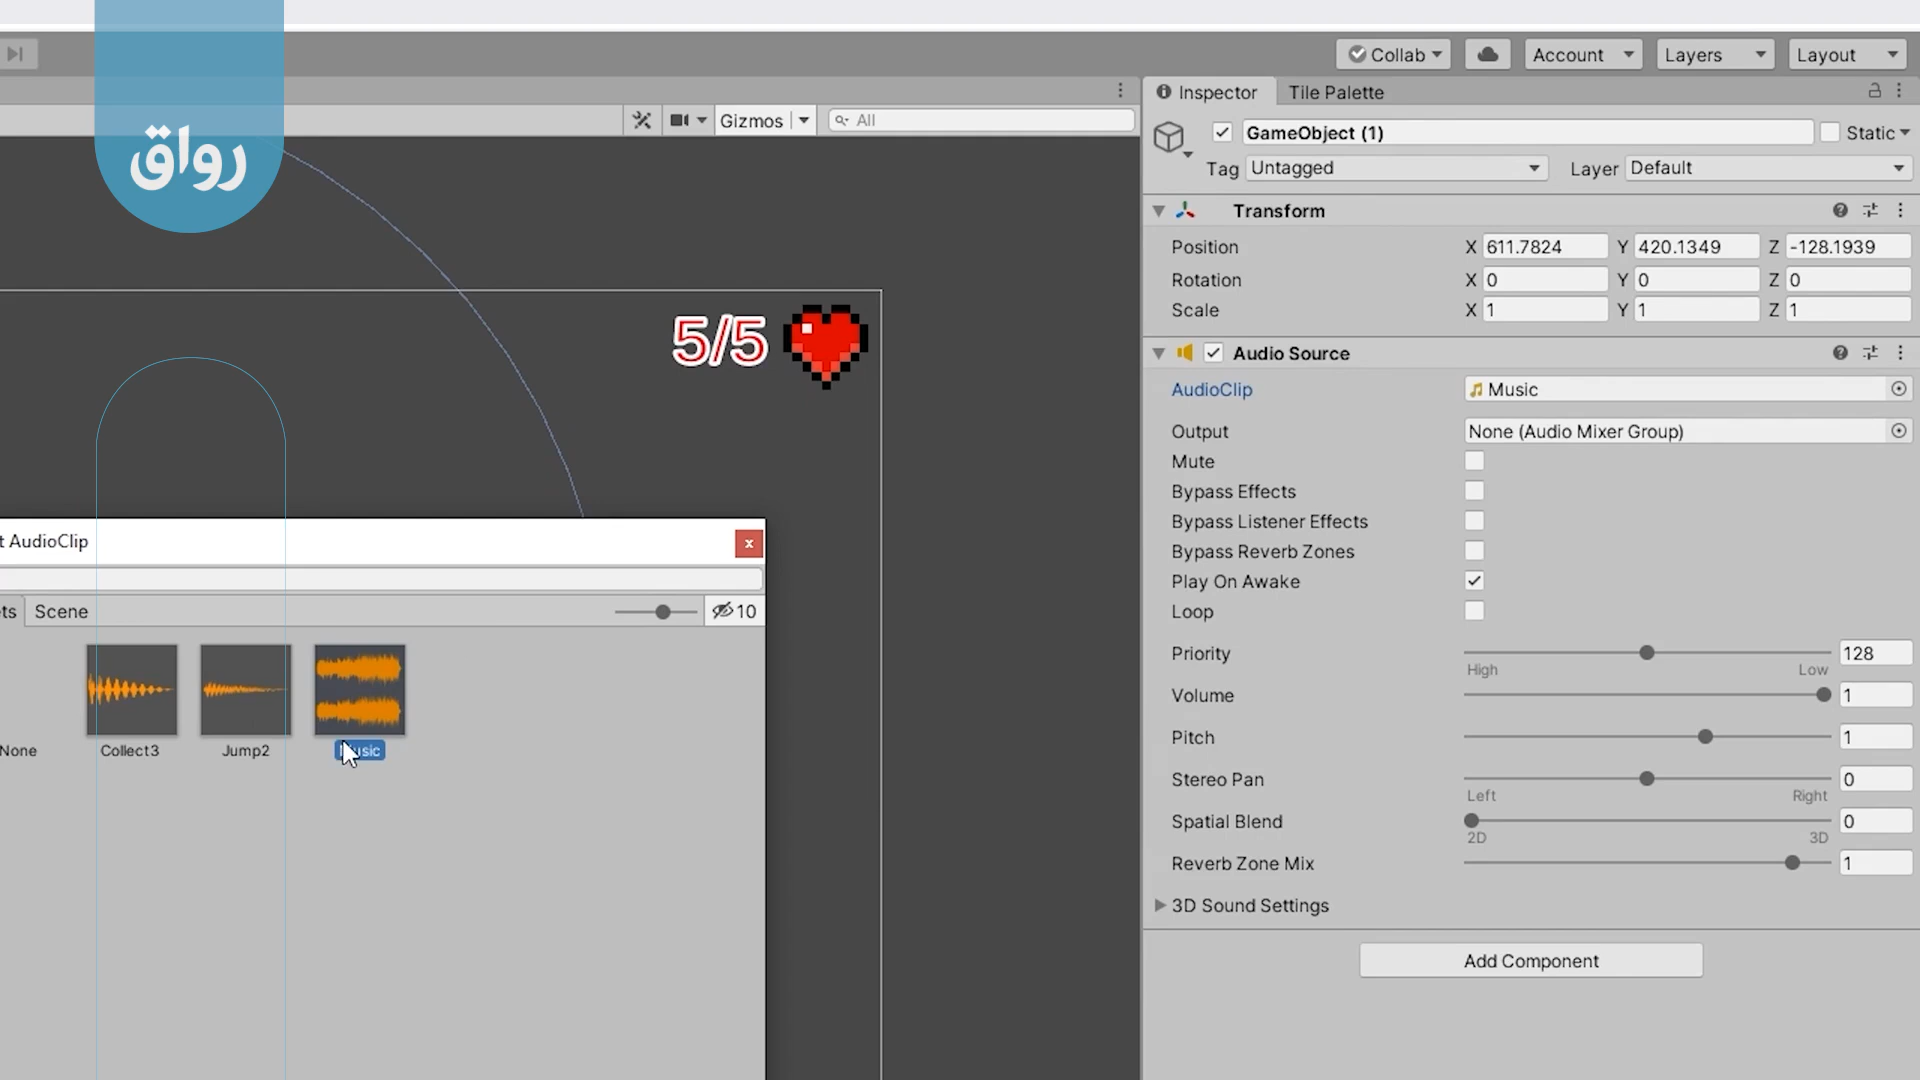 Collab
Account
Layers
Layout
رواق
Gizmos
All
Inspector
Tile Palette
GameObject (1)
Static
Tag Untagged
Layer Default
Transform
Position X 611.7824 Y 420.1349 Z -128.1939
Rotation X 0 Y 0 Z 0
Scale X 1 Y 1 Z 1
5/5
Audio Source
AudioClip Music
Output None (Audio Mixer Group)
Mute
Bypass Effects
Bypass Listener Effects
Bypass Reverb Zones
Play On Awake
Loop
Priority 128
High Low
Volume 1
Pitch 1
Stereo Pan 0
Left Right
Spatial Blend 0
2D 3D
Reverb Zone Mix 1
3D Sound Settings
Add Component
t AudioClip
x
ts
Scene
10
None
Collect3
Jump2
Music